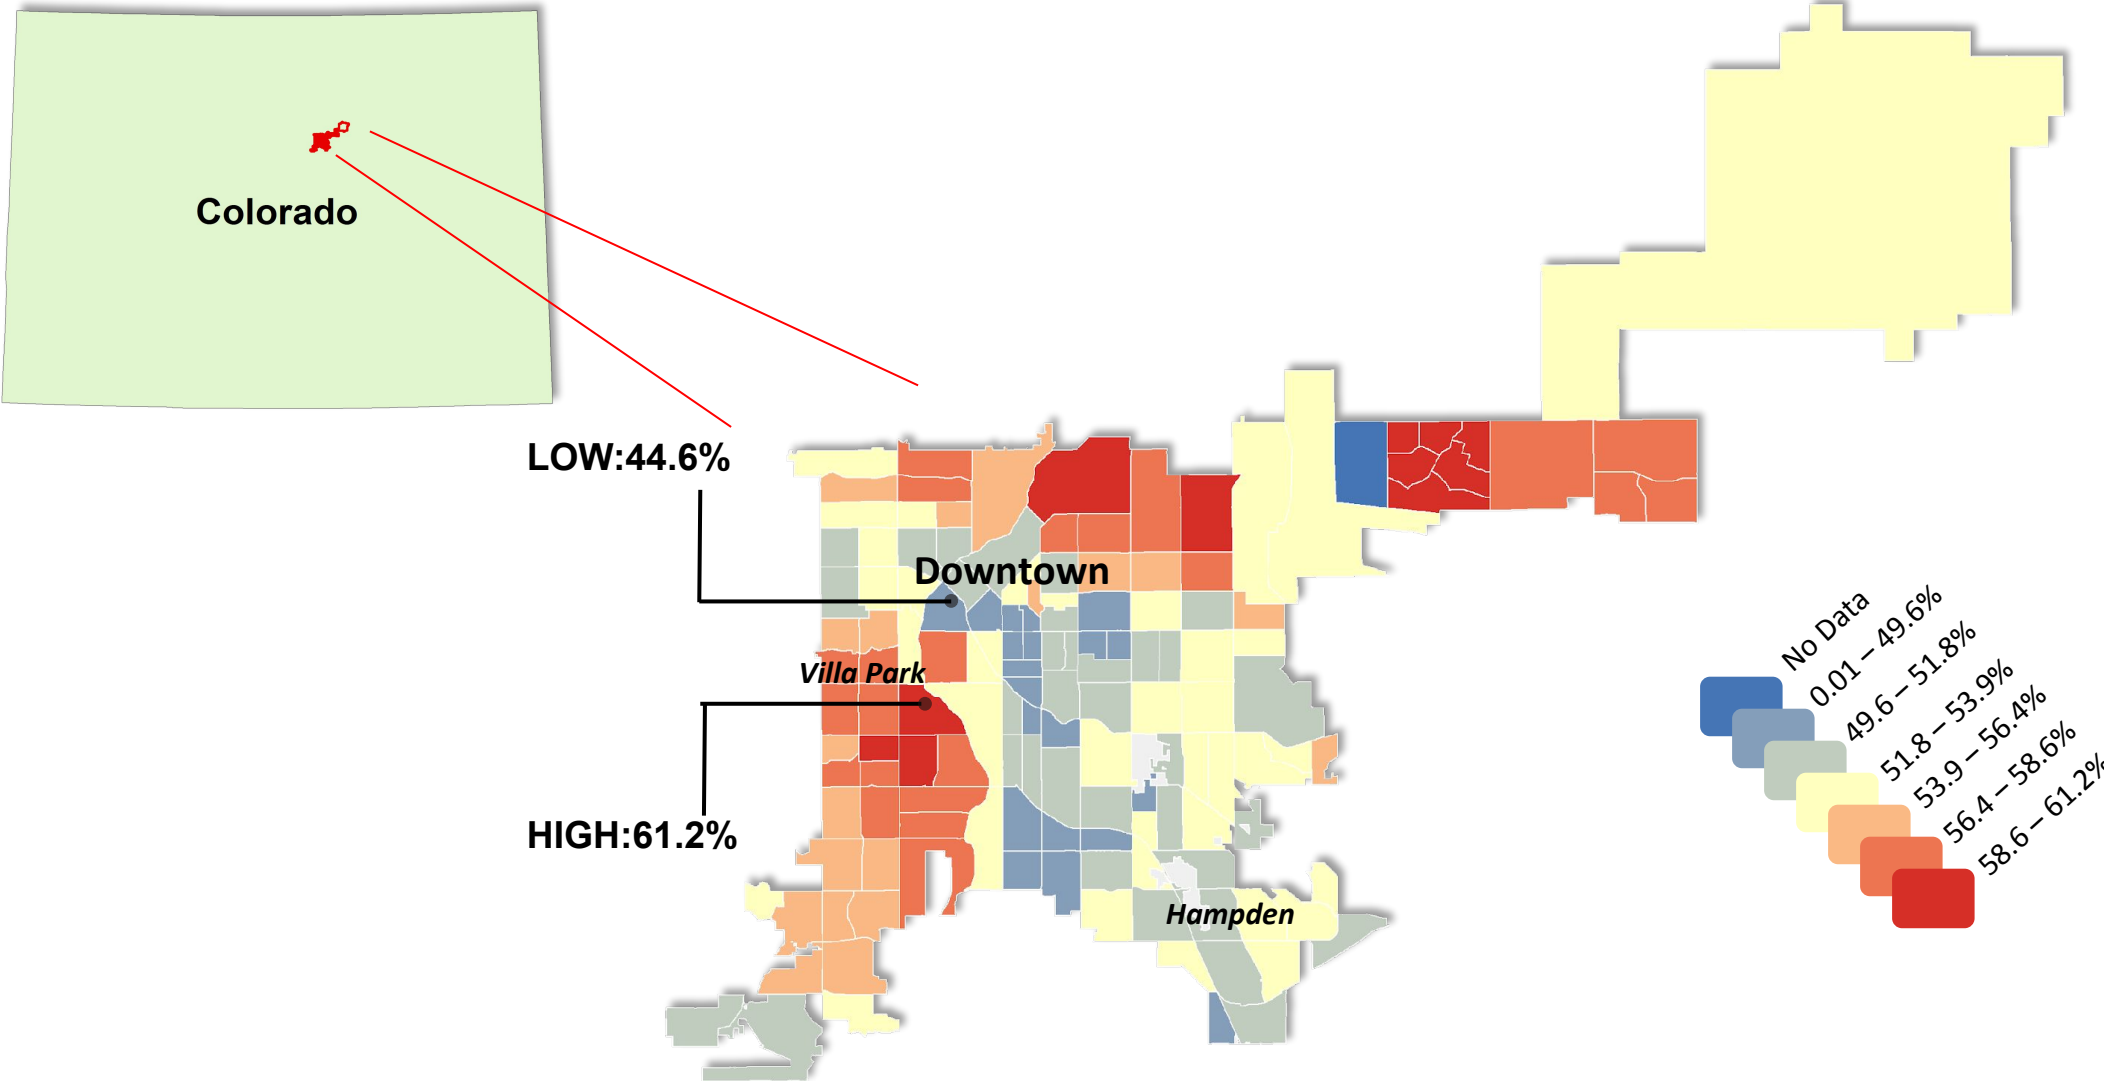 Colorado
LOW:44.6%
Downtown
Villa Park
HIGH:61.2%
Hampden
No Data
0.01 – 49.6%
49.6 – 51.8%
51.8 – 53.9%
53.9 – 56.4%
56.4 – 58.6%
58.6 – 61.2%